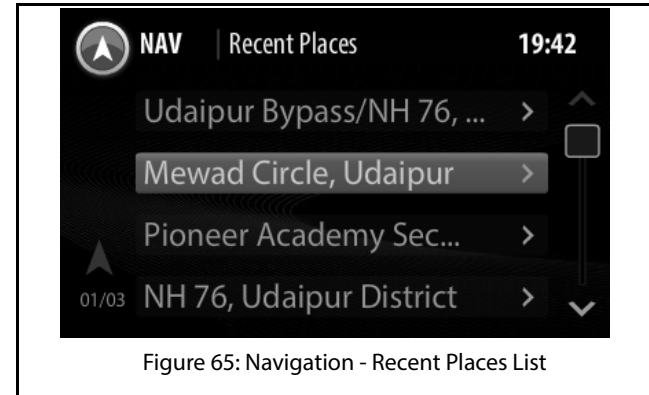 NAV Recent Places 19:42
Udaipur Bypass/NH 76, ... >
Mewad Circle, Udaipur >
Pioneer Academy Sec... >
01/03 NH 76, Udaipur District >
Figure 65: Navigation - Recent Places List